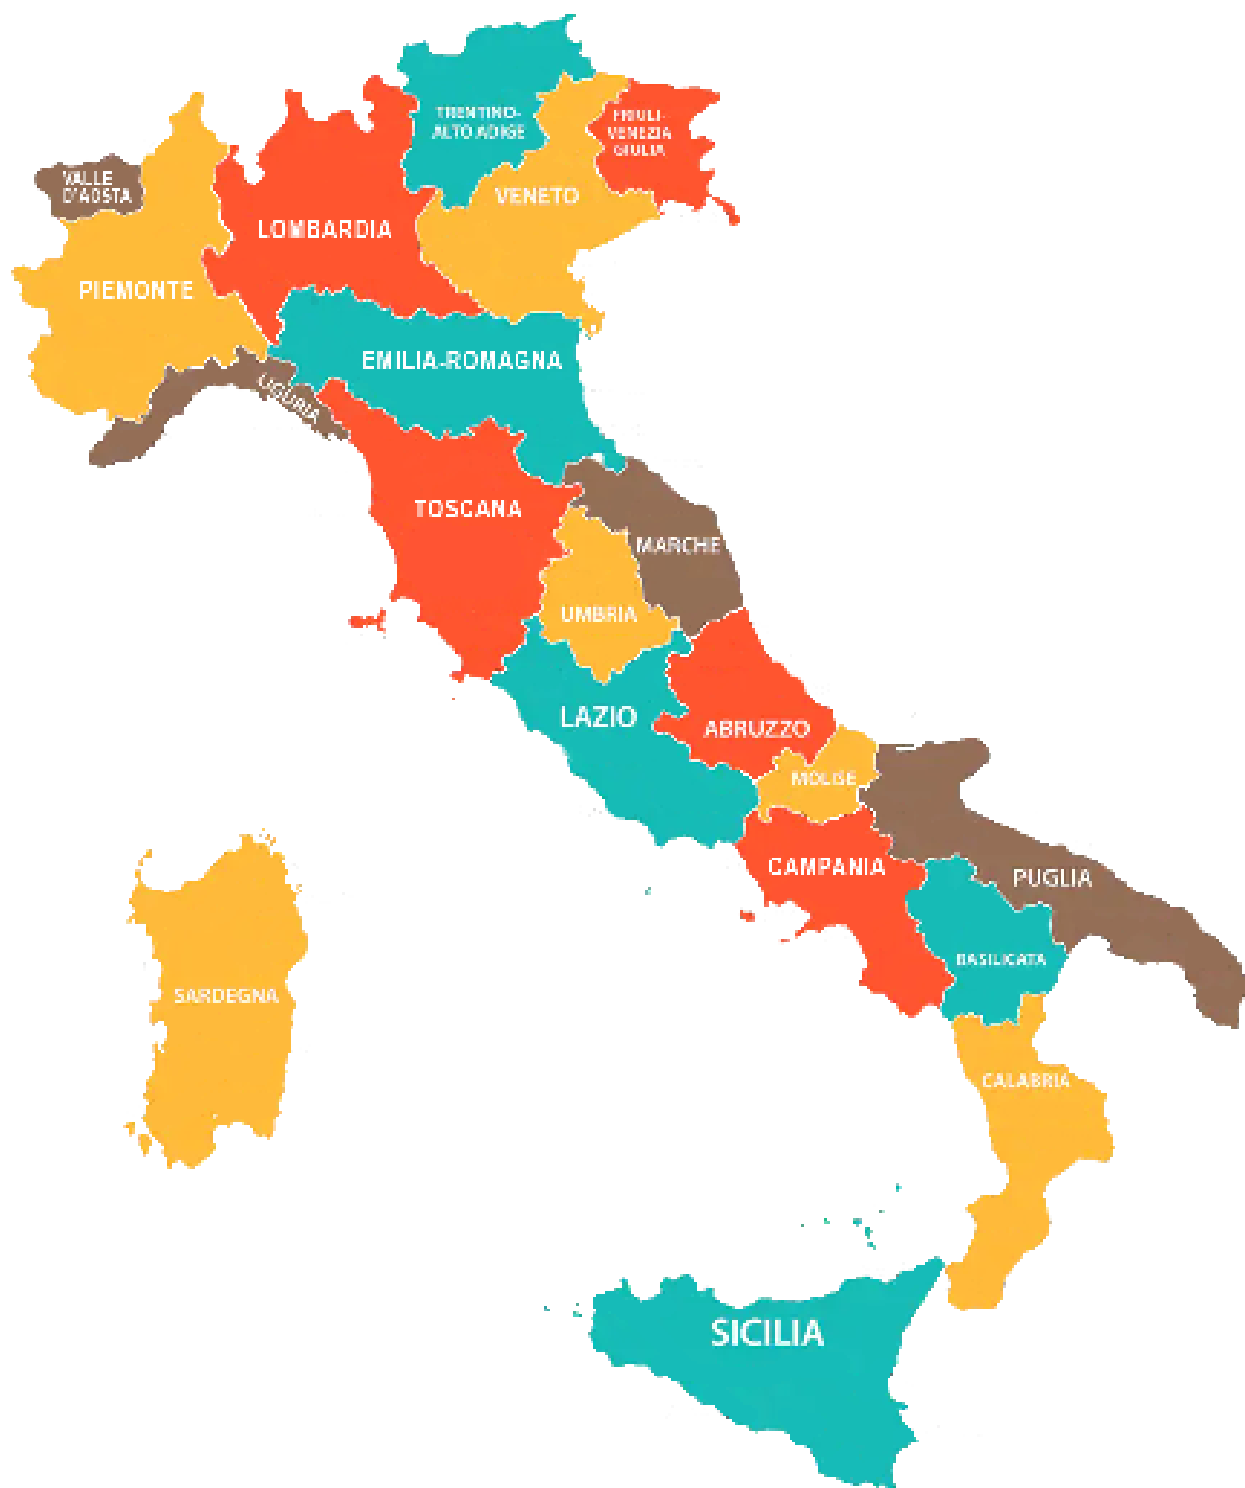 TRENTINO-
ALTO ADIGE
FRIULI-
VENEZIA
GIULIA
VALLE
D'AOSTA
VENETO
LOMBARDIA
PIEMONTE
EMILIA-ROMAGNA
LIGURIA
TOSCANA
MARCHE
UMBRIA
LAZIO
ABRUZZO
MOLISE
CAMPANIA
PUGLIA
BASILICATA
SARDEGNA
CALABRIA
SICILIA